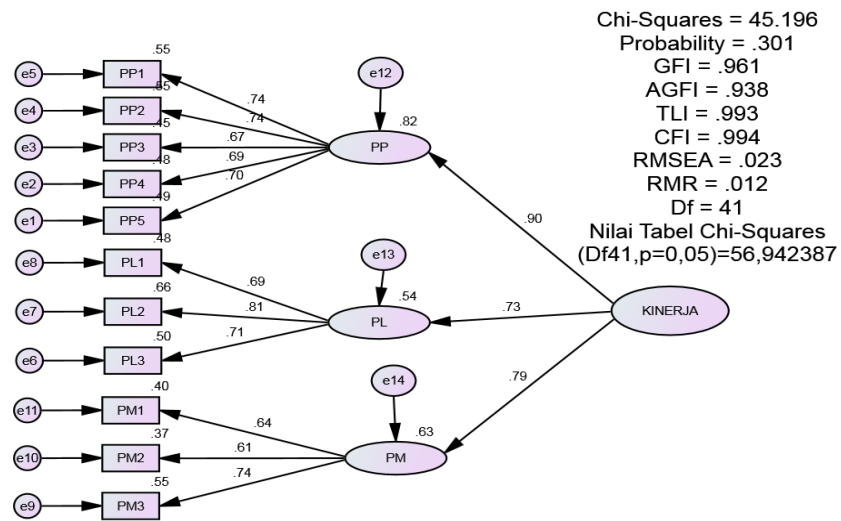 Chi-Squares = 45.196
Probability = .301
GFI = .961
AGFI = .938
TLI = .993
CFI = .994
RMSEA = .023
RMR = .012
Df = 41
Nilai Tabel Chi-Squares
(Df41,p=0,05)=56,942387
.55
e5
PP1
.74
.55
e4
PP2
.74
.45
e3
PP3
.67
.48
e2
PP4
.69
.49
e1
PP5
.70
e12
.82
PP
.90
.48
e8
PL1
.69
.66
e7
PL2
.81
.50
e6
PL3
.71
e13
.54
PL
.73
KINERJA
.79
.40
e11
PM1
.64
.37
e10
PM2
.61
.55
e9
PM3
.74
e14
.63
PM